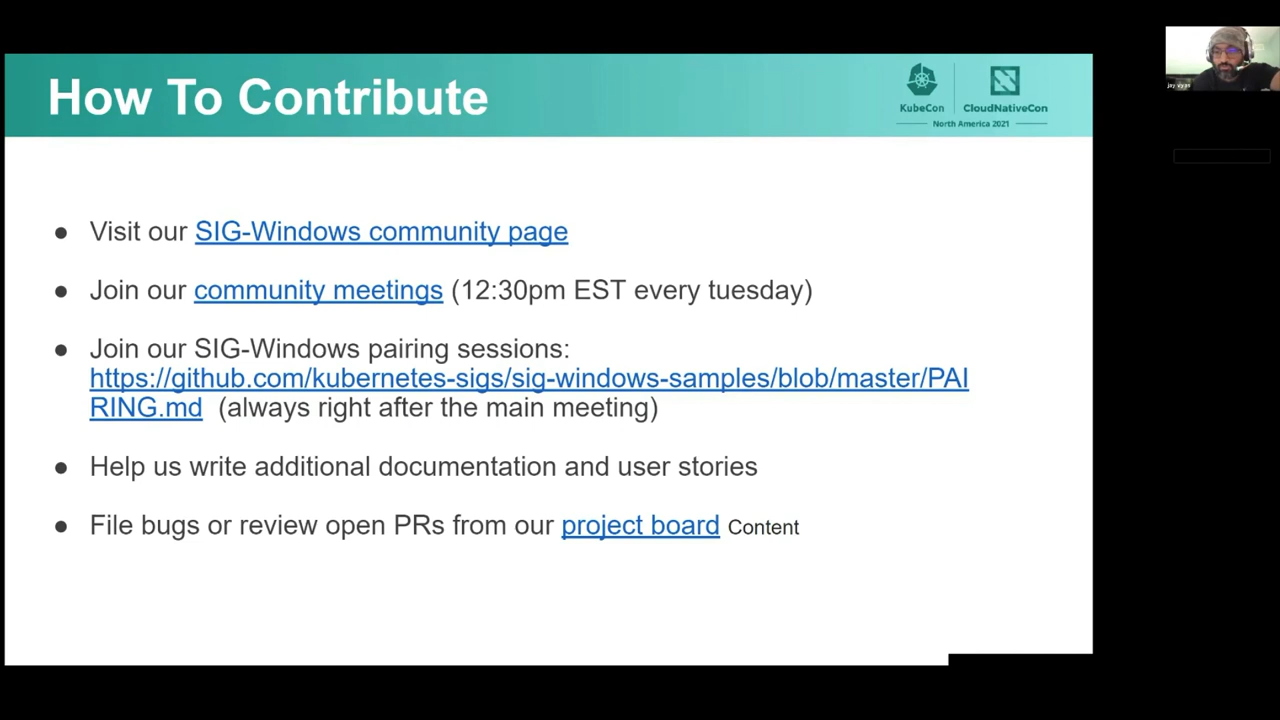 How To Contribute
KubeCon
CloudNativeCon
North America 2021
● Visit our SIG-Windows community page
● Join our community meetings (12:30pm EST every tuesday)
● Join our SIG-Windows pairing sessions:
https://github.com/kubernetes-sigs/sig-windows-samples/blob/master/PAI
RING.md (always right after the main meeting)
● Help us write additional documentation and user stories
● File bugs or review open PRs from our project board Content
jay vyas